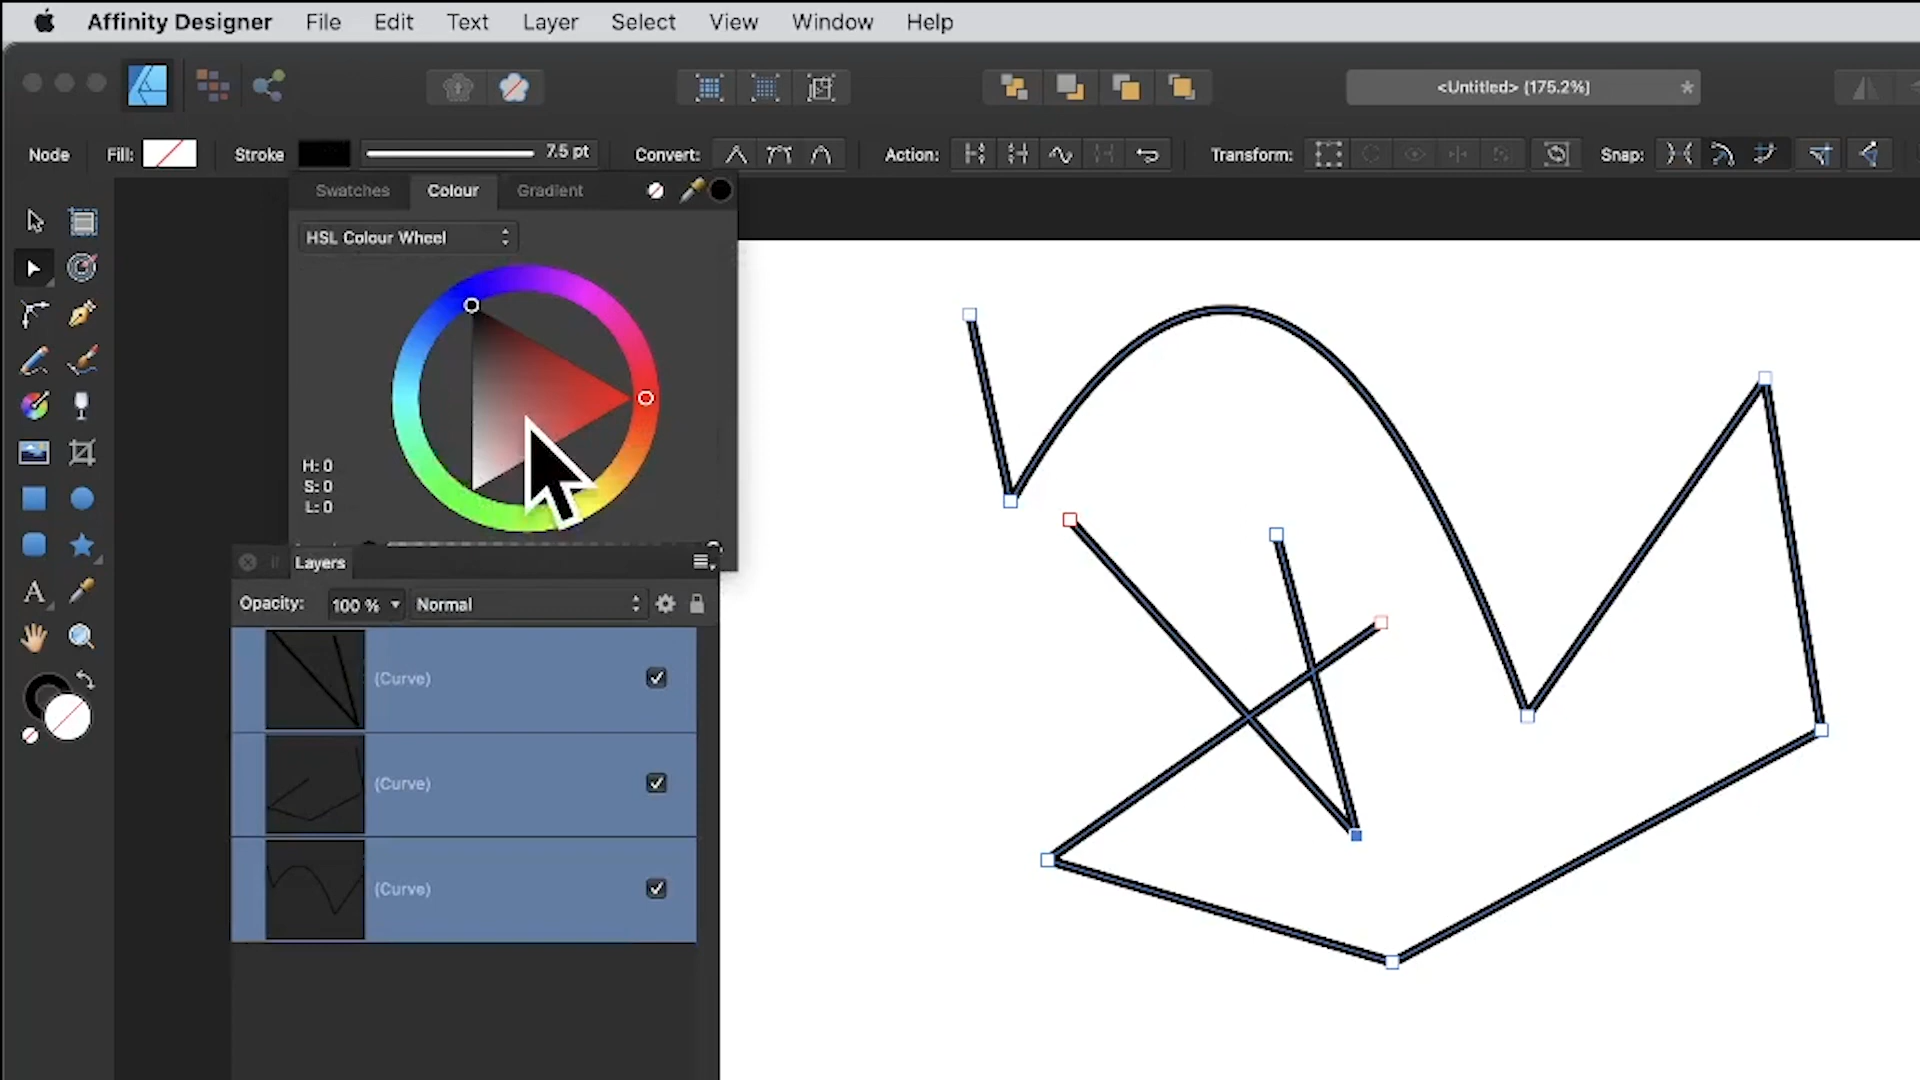 Affinity Designer File Edit Text Layer Select View Window Help
<Untitled> (175.2%) *
Node Fill: Stroke 7.5 pt Convert: Action: Transform: Snap:
Swatches Colour Gradient
HSL Colour Wheel
H: 0
S: 0
L: 0
Layers
Opacity: 100 % Normal
(Curve)
(Curve)
(Curve)